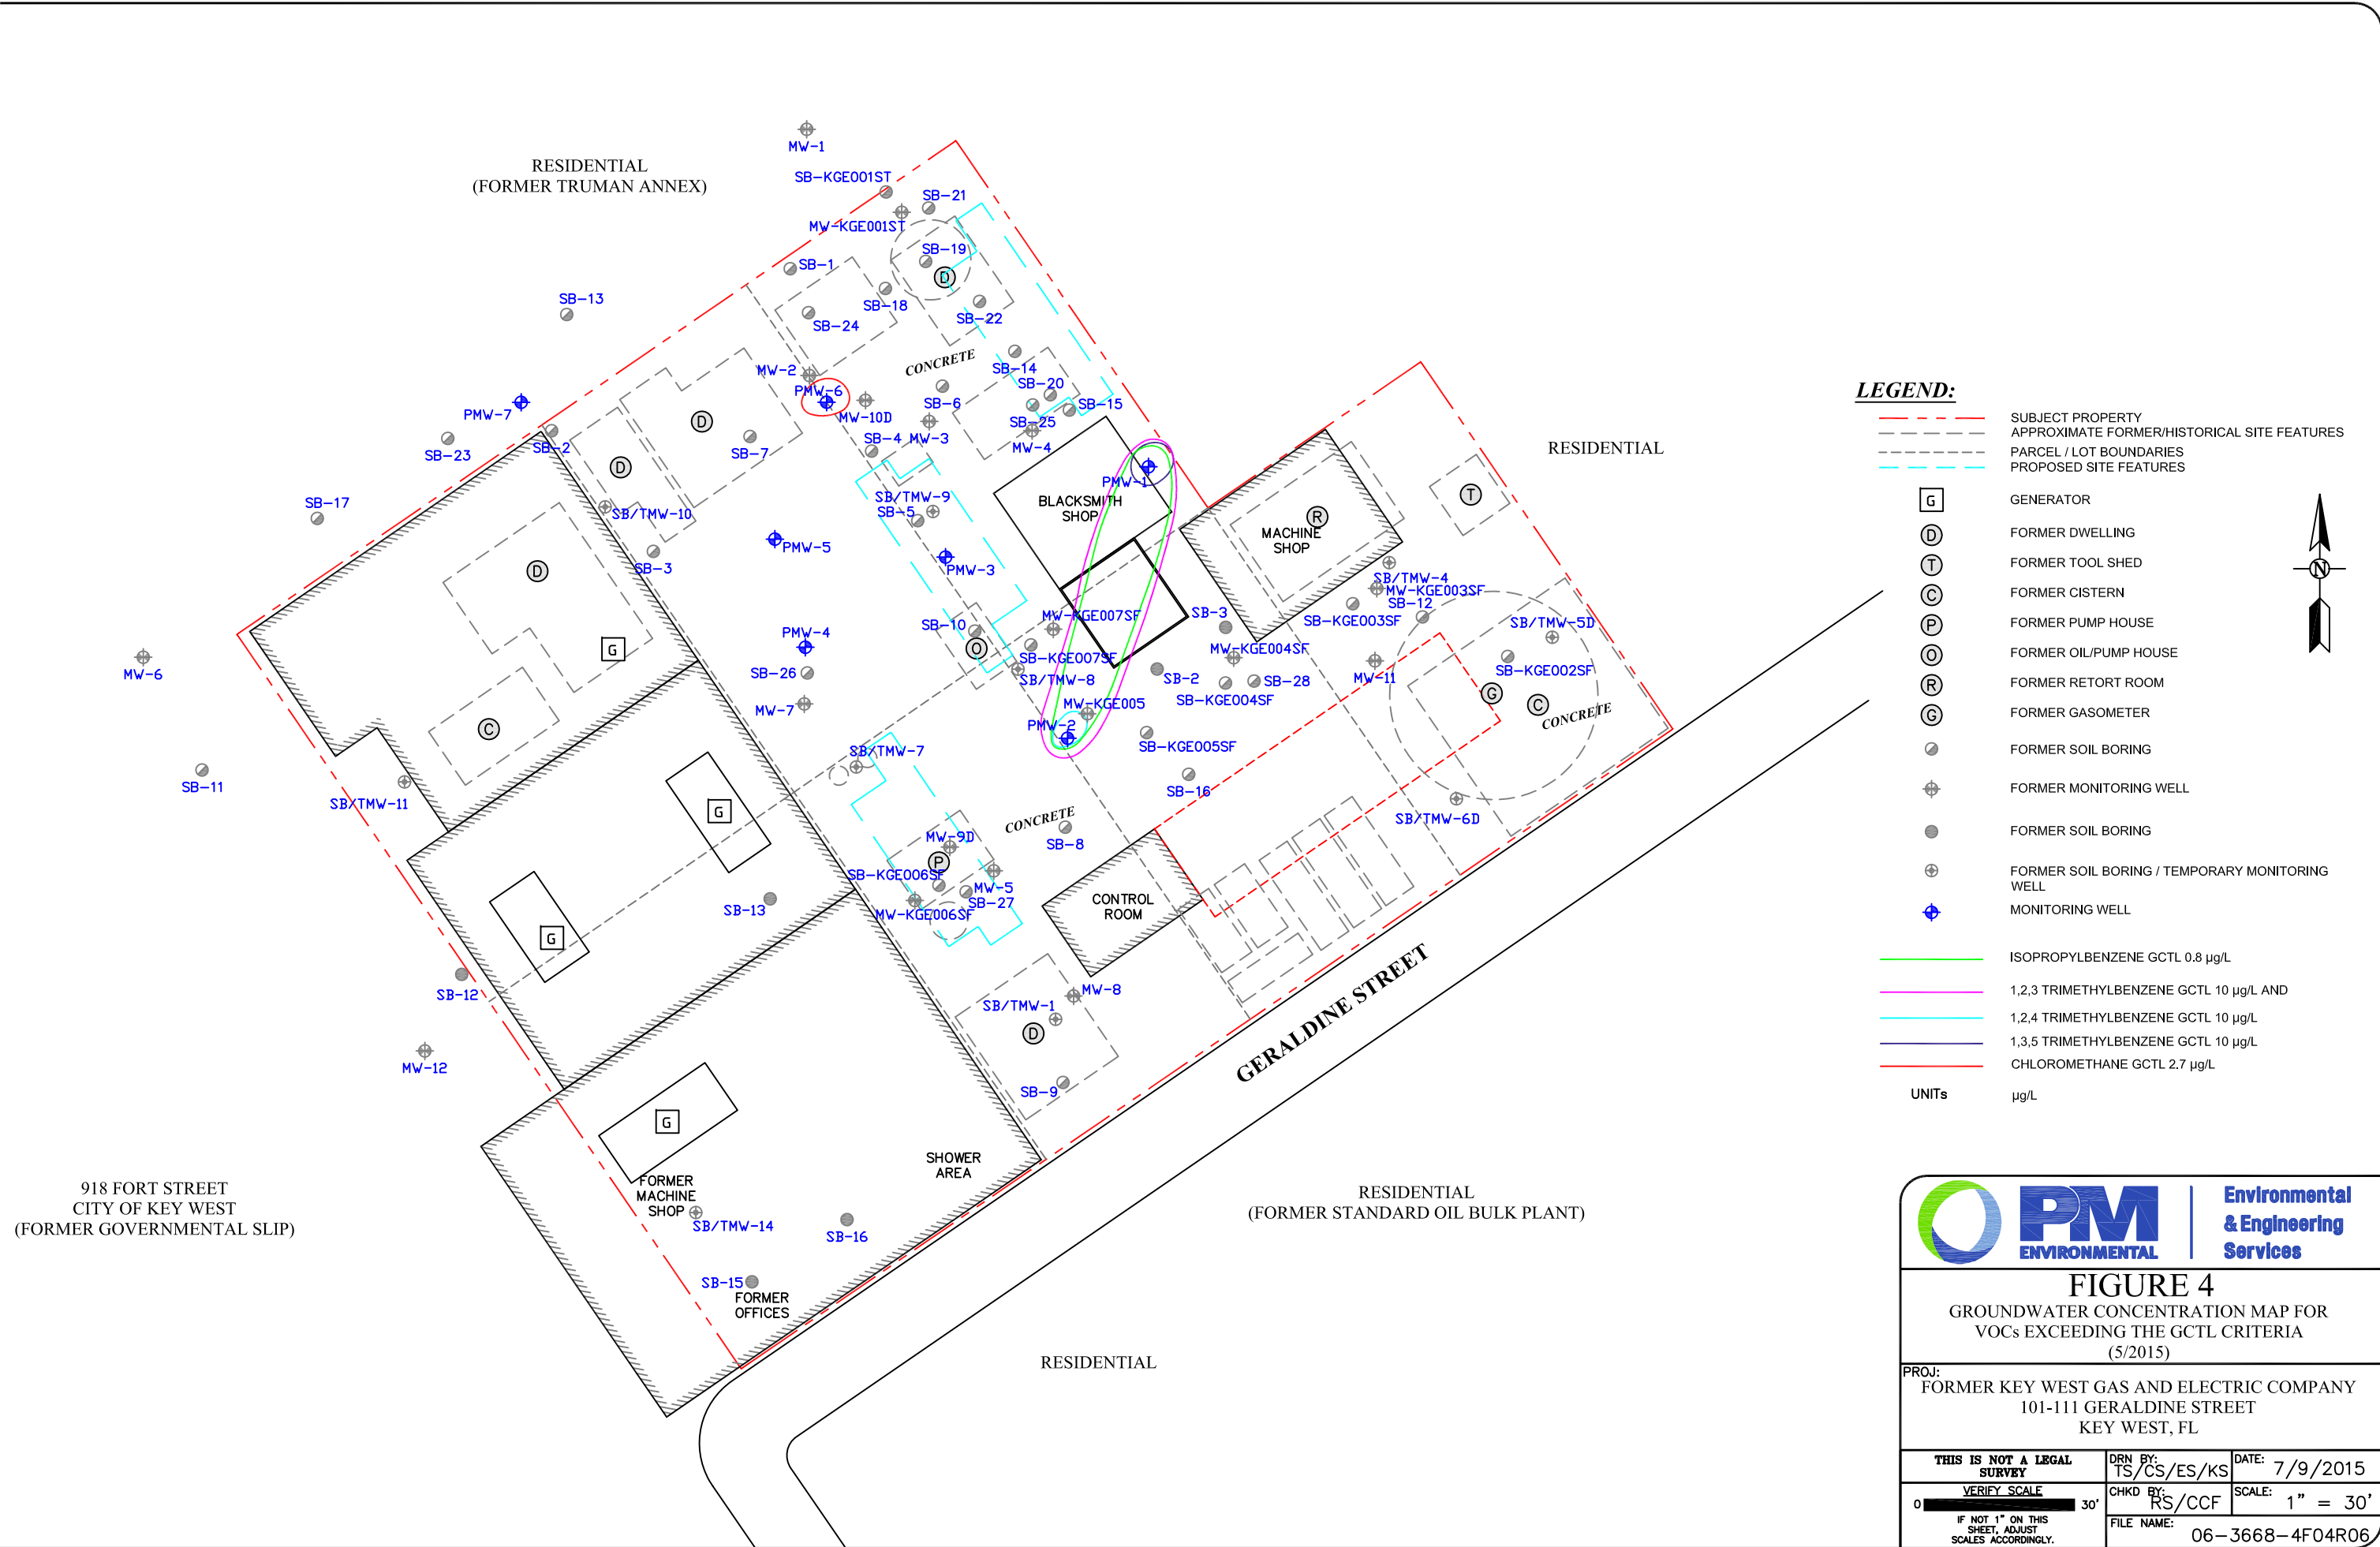 MW-1
RESIDENTIAL
(FORMER TRUMAN ANNEX)
SB-KGE001ST
SB-21
MW-KGE001ST
SB-19
D
SB-1
SB-18
SB-22
SB-24
SB-13
CONCRETE
SB-14
MW-2
PMW-6
SB-20
SB-6
SB-15
MW-10D
SB-25
PMW-7
SB-4
MW-3
MW-4
D
SB-2
SB-7
SB-23
D
RESIDENTIAL
PMW-1
SB/TMW-9
BLACKSMITH
SHOP
SB-17
SB-5
SB/TMW-10
R
MACHINE
SHOP
T
PMW-5
PMW-3
SB-3
D
SB/TMW-4
MW-KGE003SF
SB-12
SB-KGE003SF
SB-3
MW-KGE007SF
SB-10
PMW-4
SB/TMW-5D
G
O
SB-KGE007SF
MW-KGE004SF
MW-6
SB-26
SB/TMW-8
SB-2
SB-28
MW-11
SB-KGE002SF
SB-KGE004SF
G
C
MW-7
MW-KGE005
CONCRETE
C
PMW-2
SB-KGE005SF
SB/TMW-7
SB-11
SB/TMW-11
SB-16
G
CONCRETE
SB/TMW-6D
MW-9D
SB-8
P
SB-KGE006SF
MW-5
SB-27
CONTROL
ROOM
SB-13
MW-KGE006SF
G
SB-12
MW-8
SB/TMW-1
D
GERALDINE STREET
MW-12
SB-9
G
SHOWER
AREA
FORMER
MACHINE
SHOP
SB/TMW-14
SB-16
918 FORT STREET
CITY OF KEY WEST
(FORMER GOVERNMENTAL SLIP)
RESIDENTIAL
(FORMER STANDARD OIL BULK PLANT)
SB-15
FORMER
OFFICES
RESIDENTIAL
LEGEND:
SUBJECT PROPERTY
APPROXIMATE FORMER/HISTORICAL SITE FEATURES
PARCEL / LOT BOUNDARIES
PROPOSED SITE FEATURES
G GENERATOR
D FORMER DWELLING
T FORMER TOOL SHED
C FORMER CISTERN
P FORMER PUMP HOUSE
O FORMER OIL/PUMP HOUSE
R FORMER RETORT ROOM
G FORMER GASOMETER
FORMER SOIL BORING
FORMER MONITORING WELL
FORMER SOIL BORING
FORMER SOIL BORING / TEMPORARY MONITORING
WELL
MONITORING WELL
ISOPROPYLBENZENE GCTL 0.8 µg/L
1,2,3 TRIMETHYLBENZENE GCTL 10 µg/L AND
1,2,4 TRIMETHYLBENZENE GCTL 10 µg/L
1,3,5 TRIMETHYLBENZENE GCTL 10 µg/L
CHLOROMETHANE GCTL 2.7 µg/L
UNITs µg/L
N
PM
ENVIRONMENTAL
Environmental
& Engineering
Services
FIGURE 4
GROUNDWATER CONCENTRATION MAP FOR
VOCs EXCEEDING THE GCTL CRITERIA
(5/2015)
PROJ:
FORMER KEY WEST GAS AND ELECTRIC COMPANY
101-111 GERALDINE STREET
KEY WEST, FL
THIS IS NOT A LEGAL
SURVEY
DRN BY:
TS/CS/ES/KS
DATE:
7/9/2015
VERIFY SCALE
0 30'
IF NOT 1" ON THIS
SHEET, ADJUST
SCALES ACCORDINGLY.
CHKD BY:
RS/CCF
SCALE:
1" = 30'
FILE NAME:
06-3668-4F04R06